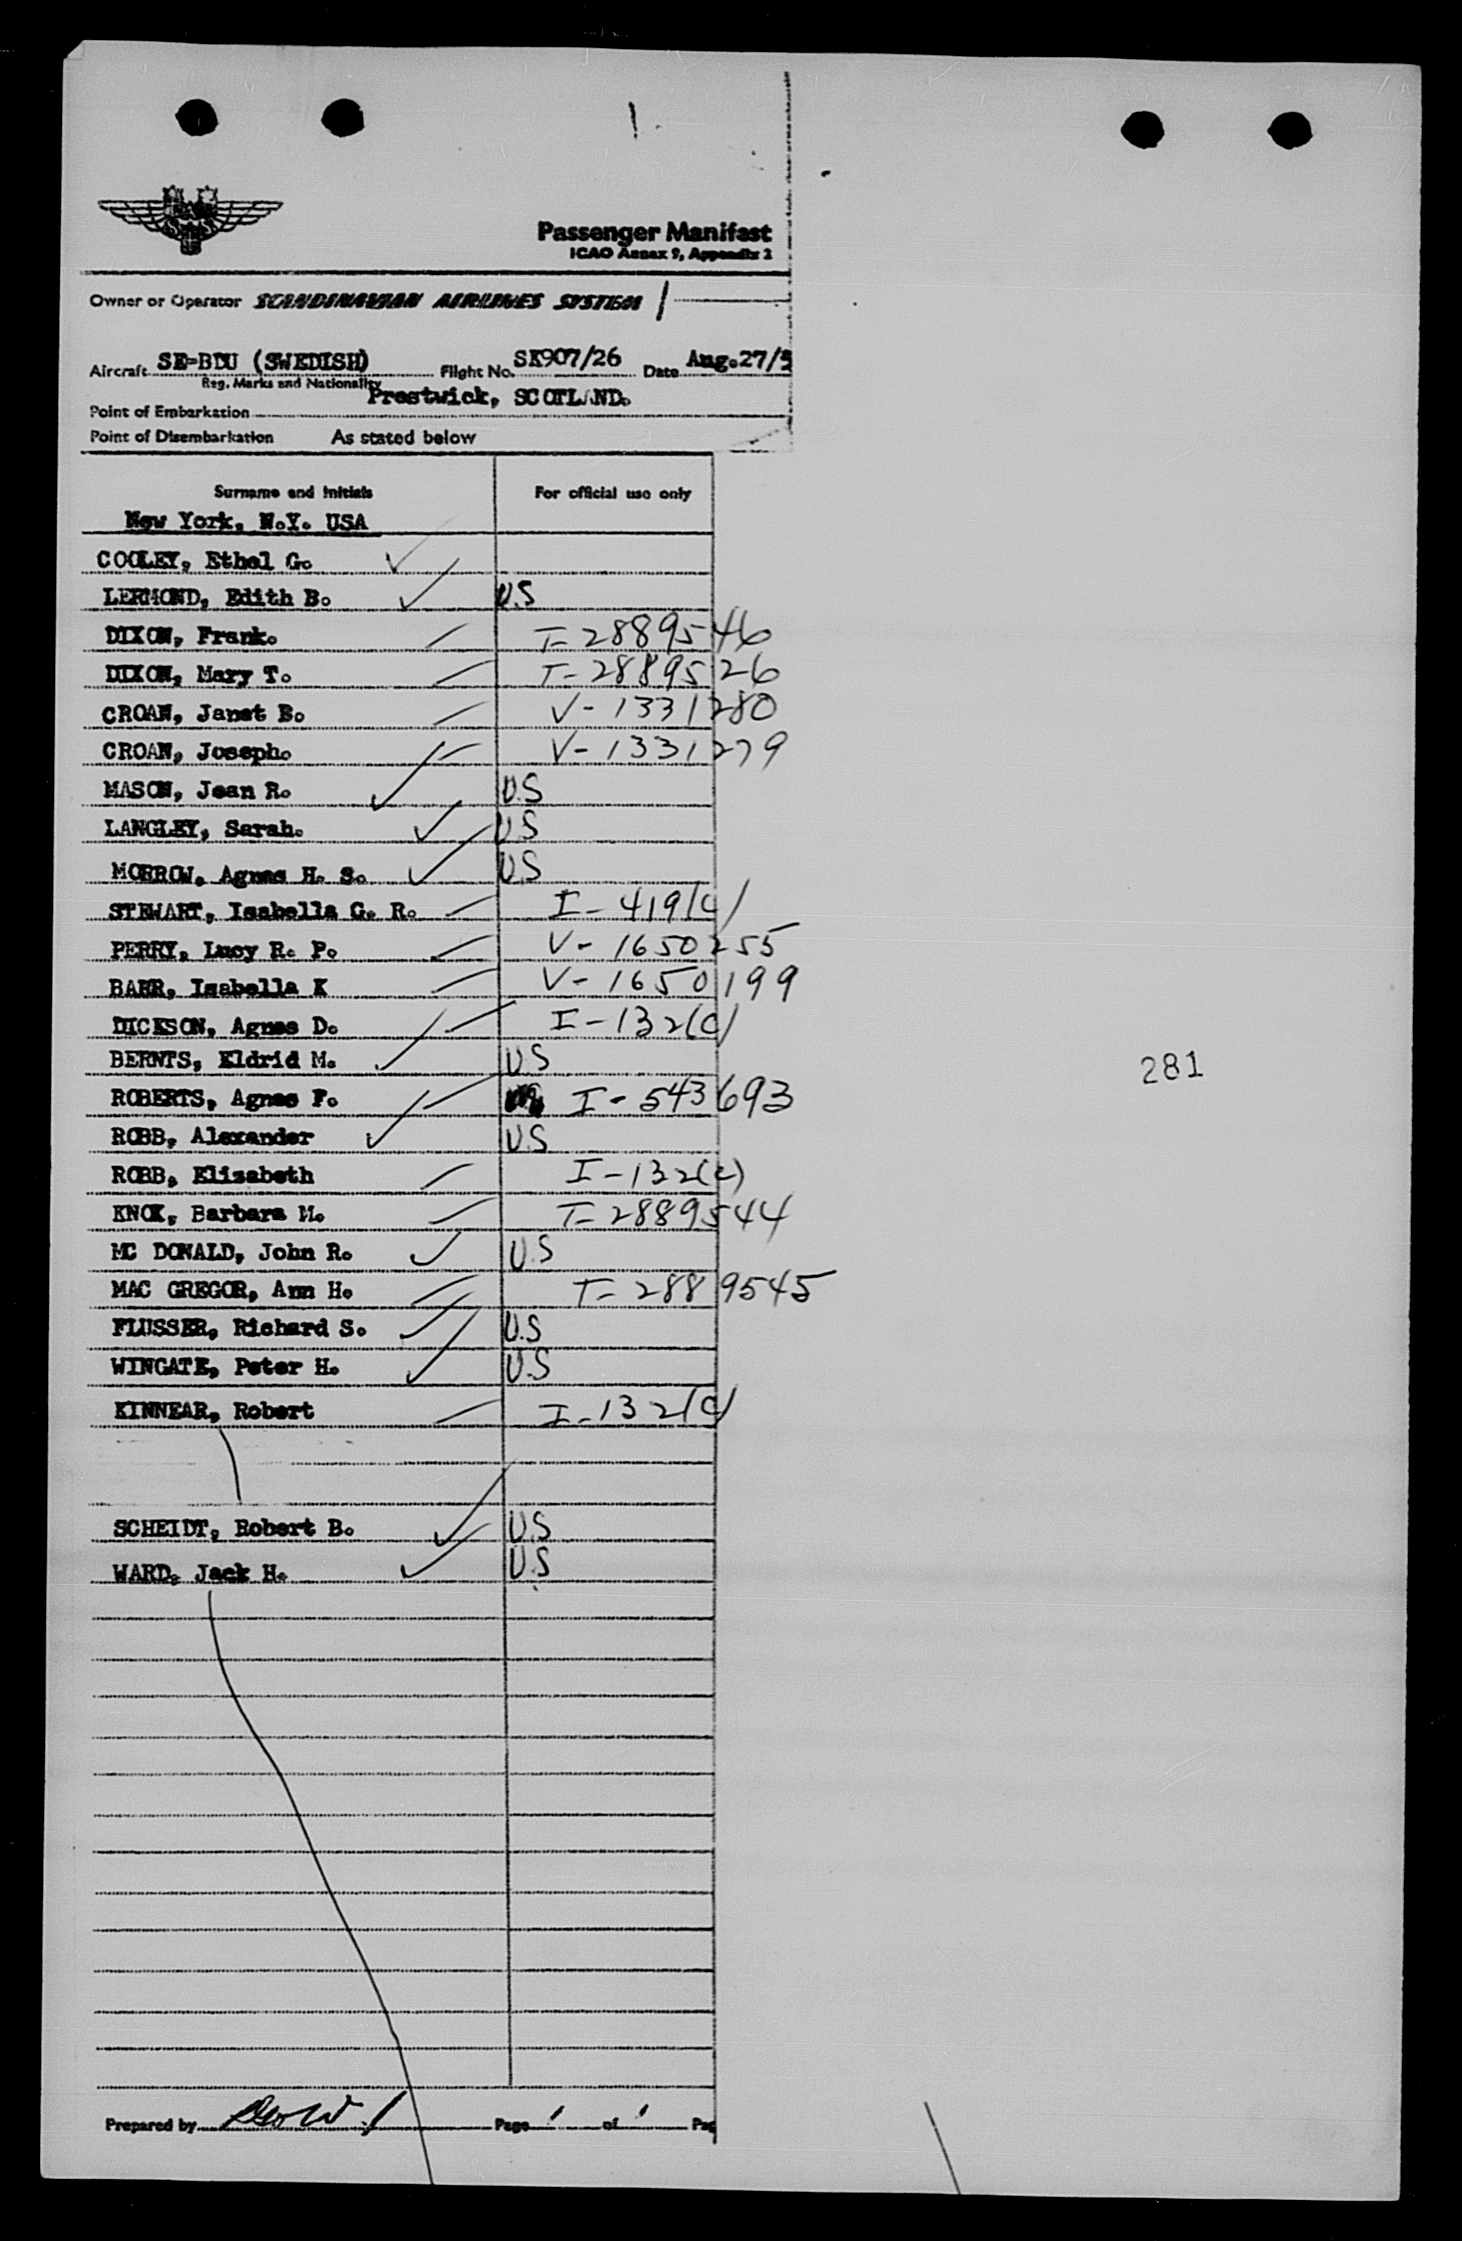 Passenger Manifest
ICAO Annex 9, Appendix 2
Owner or Operator SCANDINAVIAN AIRLINES SYSTEM
Aircraft SE-BDU (SWEDISH) Flight No. SK907/26 Date Aug.27/5
Reg. Marks and Nationality
Prestwick, SCOTLAND.
Point of Embarkation
Point of Disembarkation As stated below
Surname and Initials For official use only
New York, N.Y. USA
COOLEY, Ethel G.
LERMOND, Edith B. U.S
DIXON, Frank. T-2889546
DIXON, Mary T. T-2889526
CROAN, Janet B. V-1331280
CROAN, Joseph. V-1331279
MASON, Jean R. U.S
LANGLEY, Sarah. U S
MORROW, Agnes H. S. U.S
STEWART, Isabella G. R. I-419(4)
PERRY, Lucy R. P. V-1650255
BARR, Isabella K V-1650199
DICKSON, Agnes D. I-132(c)
BERNTS, Eldrid M. U S
ROBERTS, Agnes F. I-543693
ROBB, Alexander U.S
ROBB, Elisabeth I-132(c)
KNOX, Barbara M. T-2889544
MC DONALD, John R. U.S
MAC GREGOR, Ann H. T-2889545
FLUSSER, Richard S. U.S
WINGATE, Peter H. U.S
KINNEAR, Robert I-132(c)
SCHEIDT, Robert B. U.S
WARD, Jack H. U.S
281
Prepared by Page 1 of 1 Pag